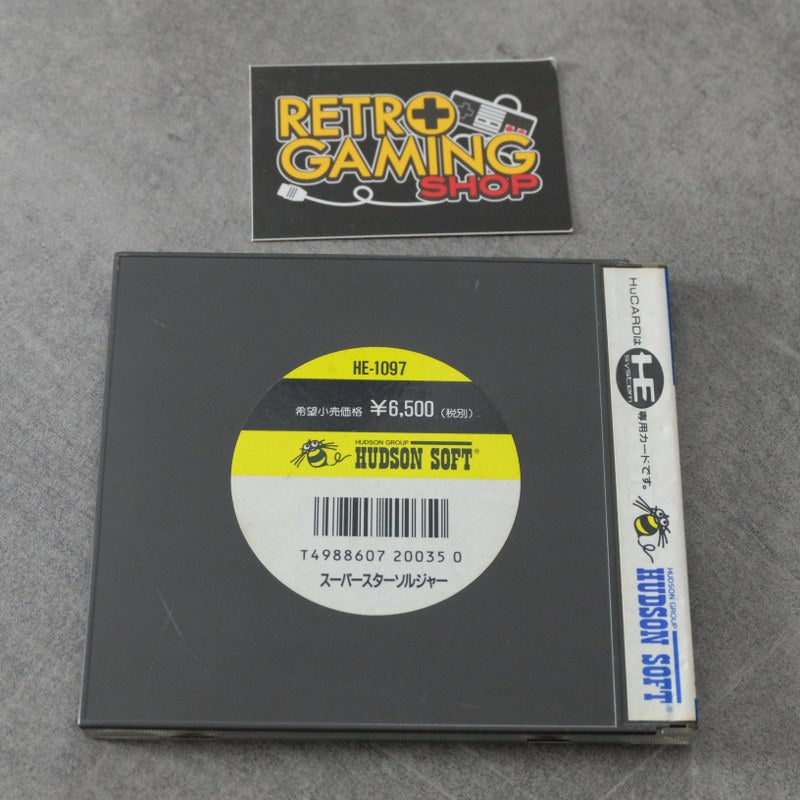 RETRO
GAMING
SHOP
HE-1097
希望小売価格 ¥6,500 (税別)
HUDSON GROUP
HUDSON SOFT®
T4988607 20035 0
スーパースターソルジャー
HuCARDは
HE
system
専用カードです。
HUDSON GROUP
HUDSON SOFT®